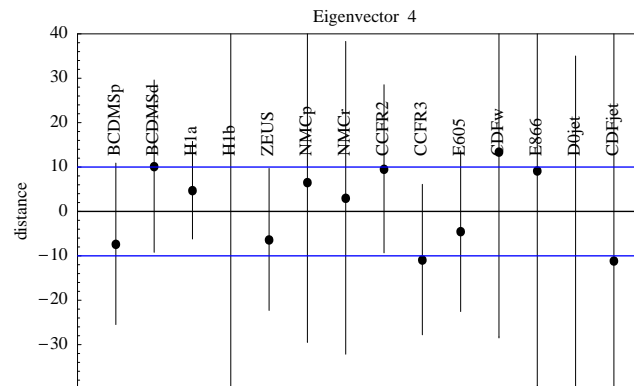 Eigenvector 4
distance
40
30
20
10
0
−10
−20
−30
BCDMSp
BCDMSd
H1a
H1b
ZEUS
NMCp
NMCr
CCFR2
CCFR3
E605
CDFw
E866
D0jet
CDFjet